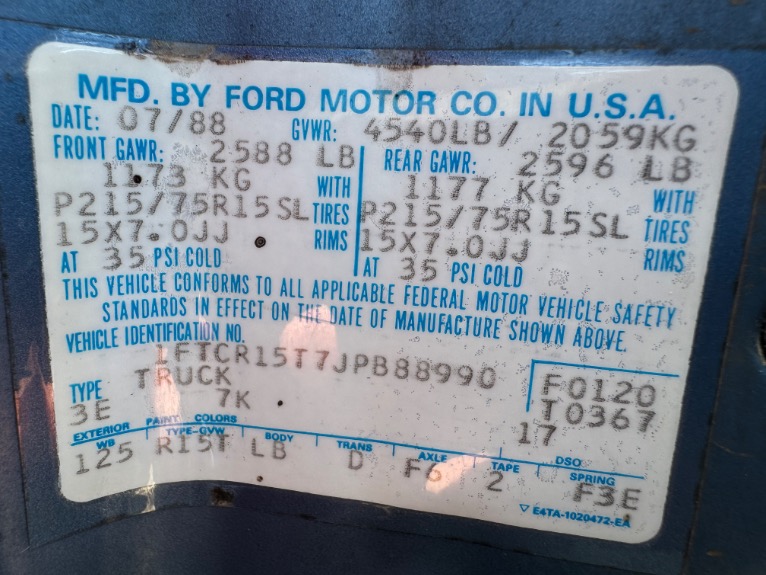 MFD. BY FORD MOTOR CO. IN U.S.A.
DATE: 07/88 GVWR: 4540LB/ 2059KG
FRONT GAWR: 2588 LB REAR GAWR: 2596 LB
1173 KG WITH 1177 KG WITH
P215/75R15SL TIRES P215/75R15SL TIRES
15X7.0JJ RIMS 15X7.0JJ RIMS
AT 35 PSI COLD AT 35 PSI COLD
THIS VEHICLE CONFORMS TO ALL APPLICABLE FEDERAL MOTOR VEHICLE SAFETY
STANDARDS IN EFFECT ON THE DATE OF MANUFACTURE SHOWN ABOVE.
VEHICLE IDENTIFICATION NO.
1FTCR15T7JPB88990
TYPE TRUCK F0120
3E 7K T0367
17
EXTERIOR PAINT COLORS DSO
WB TYPE-GVW BODY TRANS AXLE TAPE SPRING
125 R15T LB D F6 2 F3E
▽ E4TA-1020472-EA